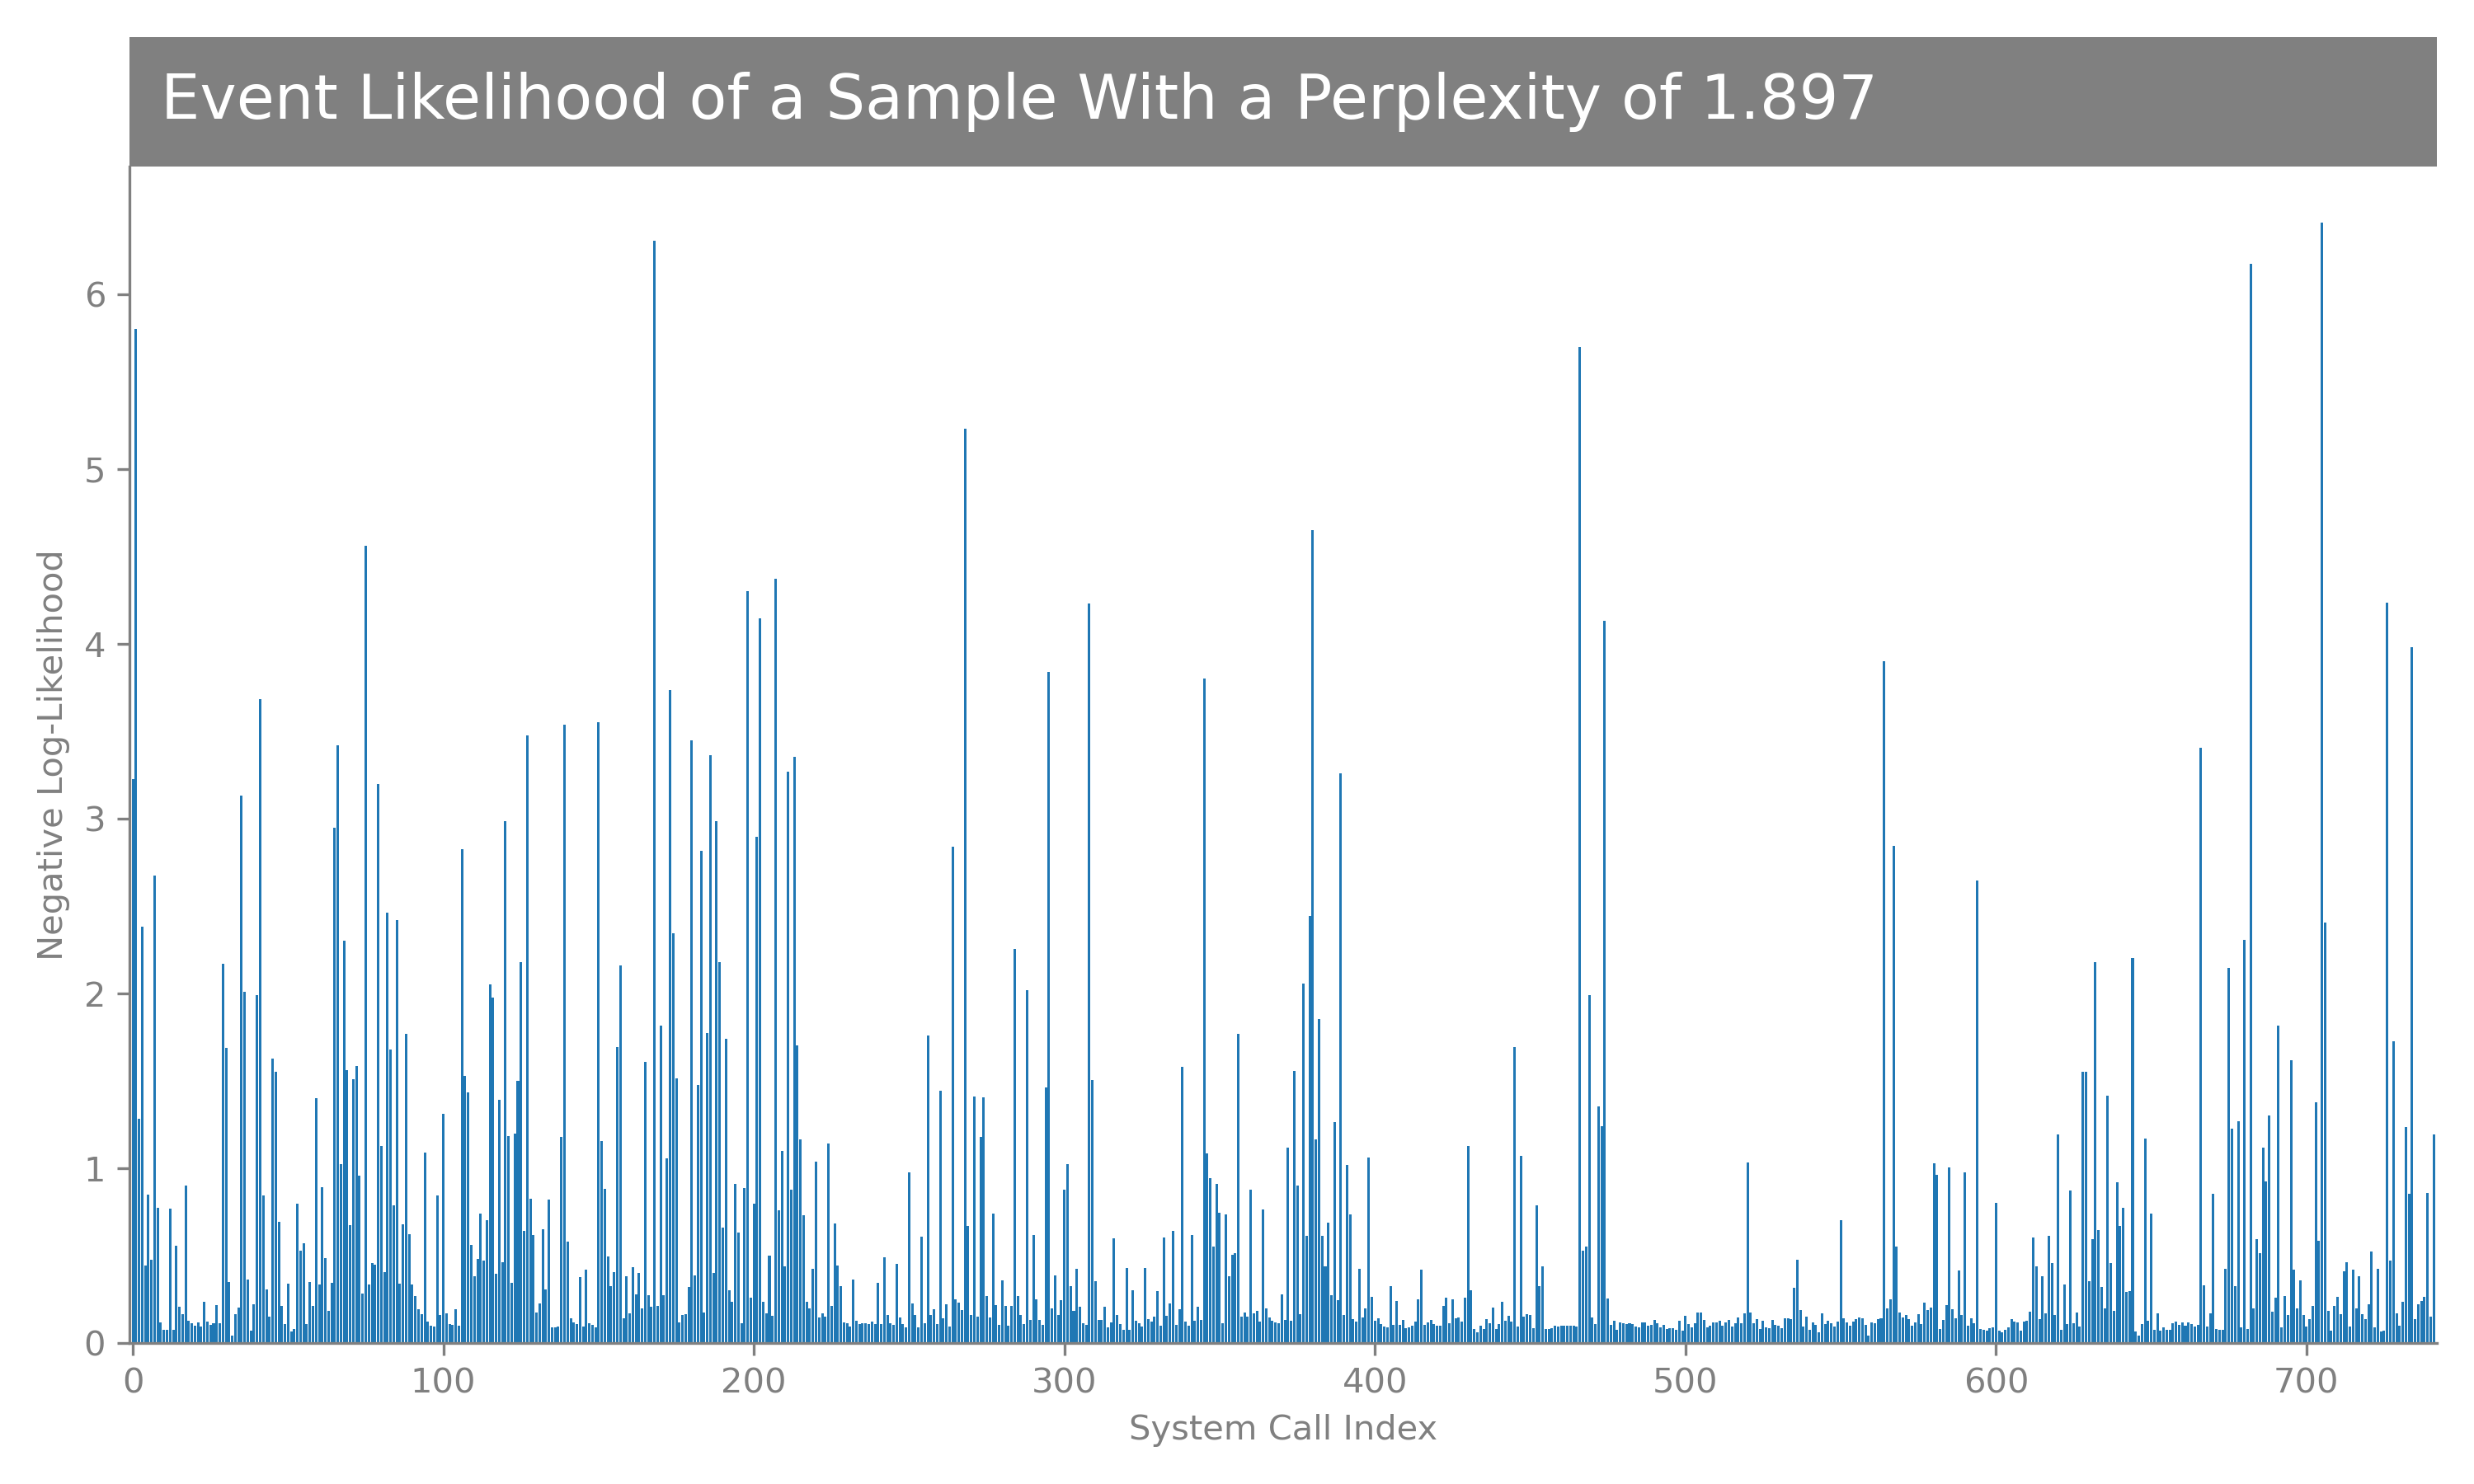 Event Likelihood of a Sample With a Perplexity of 1.897
Negative Log-Likelihood
6
5
4
3
2
1
0
0 100 200 300 400 500 600 700
System Call Index